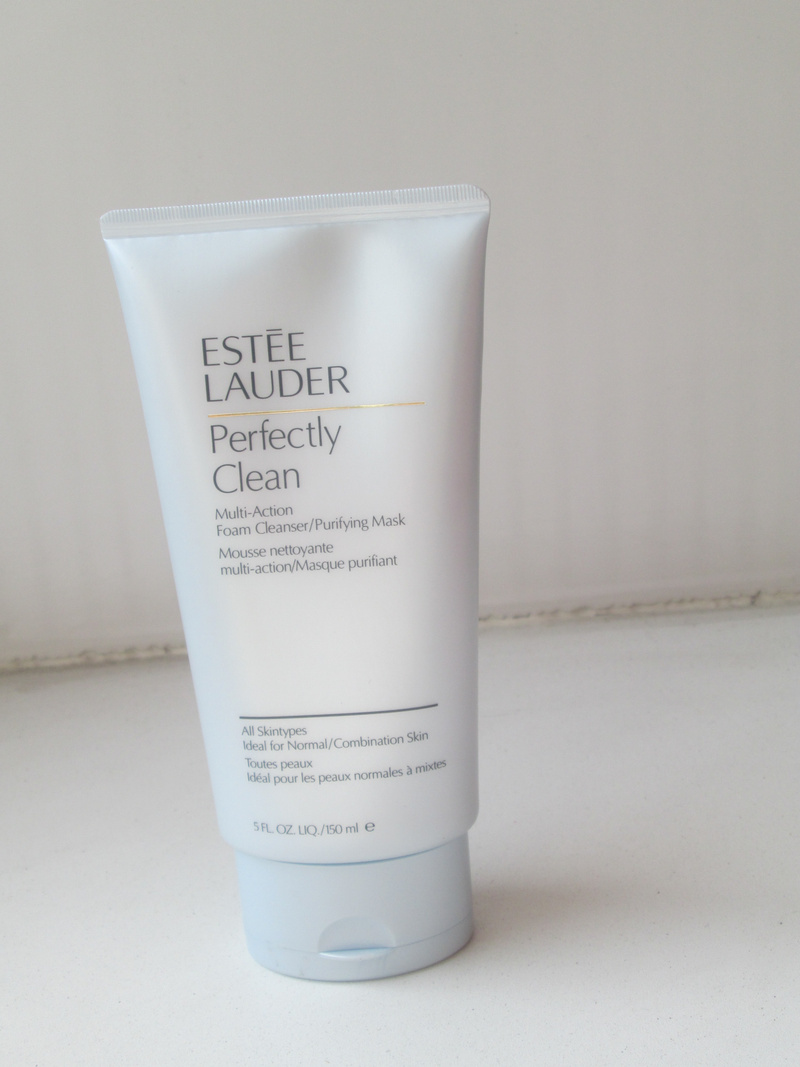 ESTĒE
LAUDER
Perfectly
Clean
Multi-Action
Foam Cleanser/Purifying Mask
Mousse nettoyante
multi-action/Masque purifiant
All Skintypes
Ideal for Normal/Combination Skin
Toutes peaux
Idéal pour les peaux normales à mixtes
5 FL. OZ. LIQ./150 ml ℮